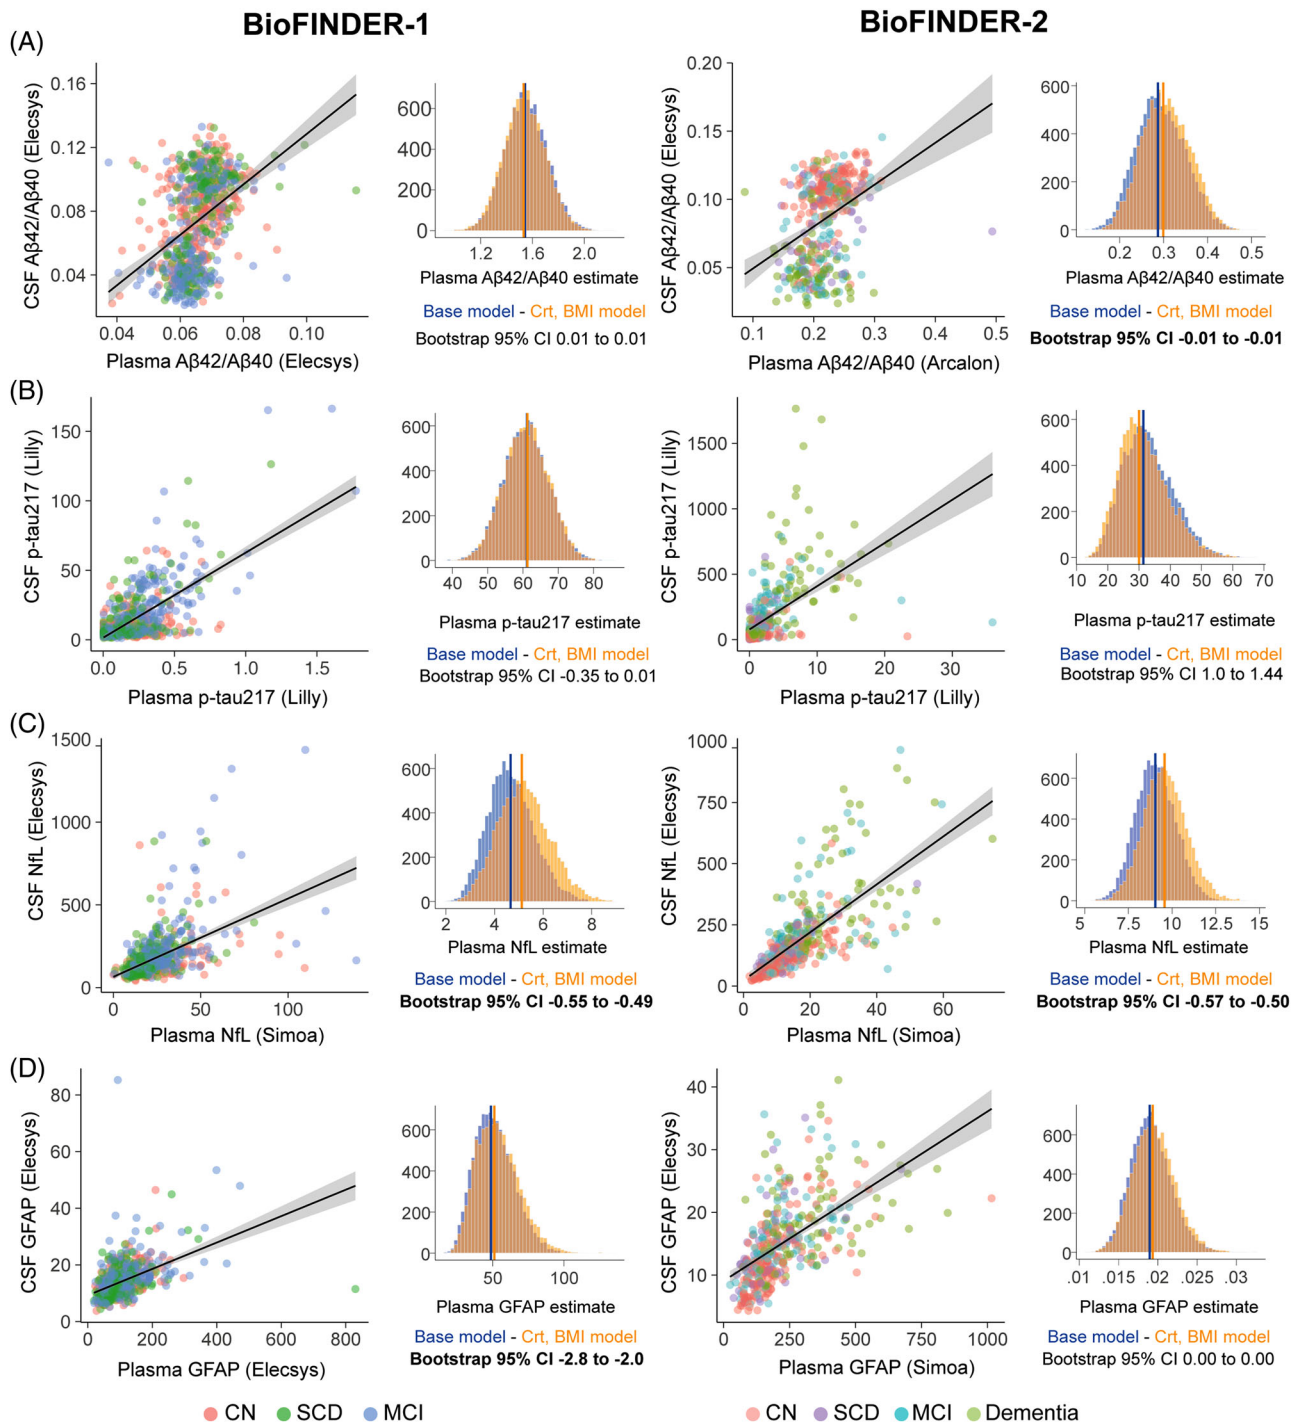 BioFINDER-1
BioFINDER-2
(A)
CSF Aβ42/Aβ40 (Elecsys)
0.16
0.12
0.08
0.04
0.04
0.06
0.08
0.10
Plasma Aβ42/Aβ40 (Elecsys)
600
400
200
0
1.2
1.6
2.0
Plasma Aβ42/Aβ40 estimate
Base model - Crt, BMI model
Bootstrap 95% CI 0.01 to 0.01
CSF Aβ42/Aβ40 (Elecsys)
0.20
0.15
0.10
0.05
0.1
0.2
0.3
0.4
0.5
Plasma Aβ42/Aβ40 (Arcalon)
600
400
200
0
0.2
0.3
0.4
0.5
Plasma Aβ42/Aβ40 estimate
Base model - Crt, BMI model
Bootstrap 95% CI -0.01 to -0.01
(B)
CSF p-tau217 (Lilly)
150
100
50
0
0.0
0.5
1.0
1.5
Plasma p-tau217 (Lilly)
600
400
200
0
40
50
60
70
80
Plasma p-tau217 estimate
Base model - Crt, BMI model
Bootstrap 95% CI -0.35 to 0.01
CSF p-tau217 (Lilly)
1500
1000
500
0
0
10
20
30
Plasma p-tau217 (Lilly)
600
400
200
0
10
20
30
40
50
60
70
Plasma p-tau217 estimate
Base model - Crt, BMI model
Bootstrap 95% CI 1.0 to 1.44
(C)
CSF NfL (Elecsys)
1500
1000
500
0
0
50
100
Plasma NfL (Simoa)
600
400
200
0
2
4
6
8
Plasma NfL estimate
Base model - Crt, BMI model
Bootstrap 95% CI -0.55 to -0.49
CSF NfL (Elecsys)
1000
750
500
250
0
0
20
40
60
Plasma NfL (Simoa)
600
400
200
0
5
7.5
10
12.5
15
Plasma NfL estimate
Base model - Crt, BMI model
Bootstrap 95% CI -0.57 to -0.50
(D)
CSF GFAP (Elecsys)
80
60
40
20
0
0
200
400
600
800
Plasma GFAP (Elecsys)
600
400
200
0
50
100
Plasma GFAP estimate
Base model - Crt, BMI model
Bootstrap 95% CI -2.8 to -2.0
CSF GFAP (Elecsys)
40
30
20
10
0
250
500
750
1000
Plasma GFAP (Simoa)
600
400
200
0
.01
.015
.02
.025
.03
Plasma GFAP estimate
Base model - Crt, BMI model
Bootstrap 95% CI 0.00 to 0.00
CN SCD MCI
CN SCD MCI Dementia